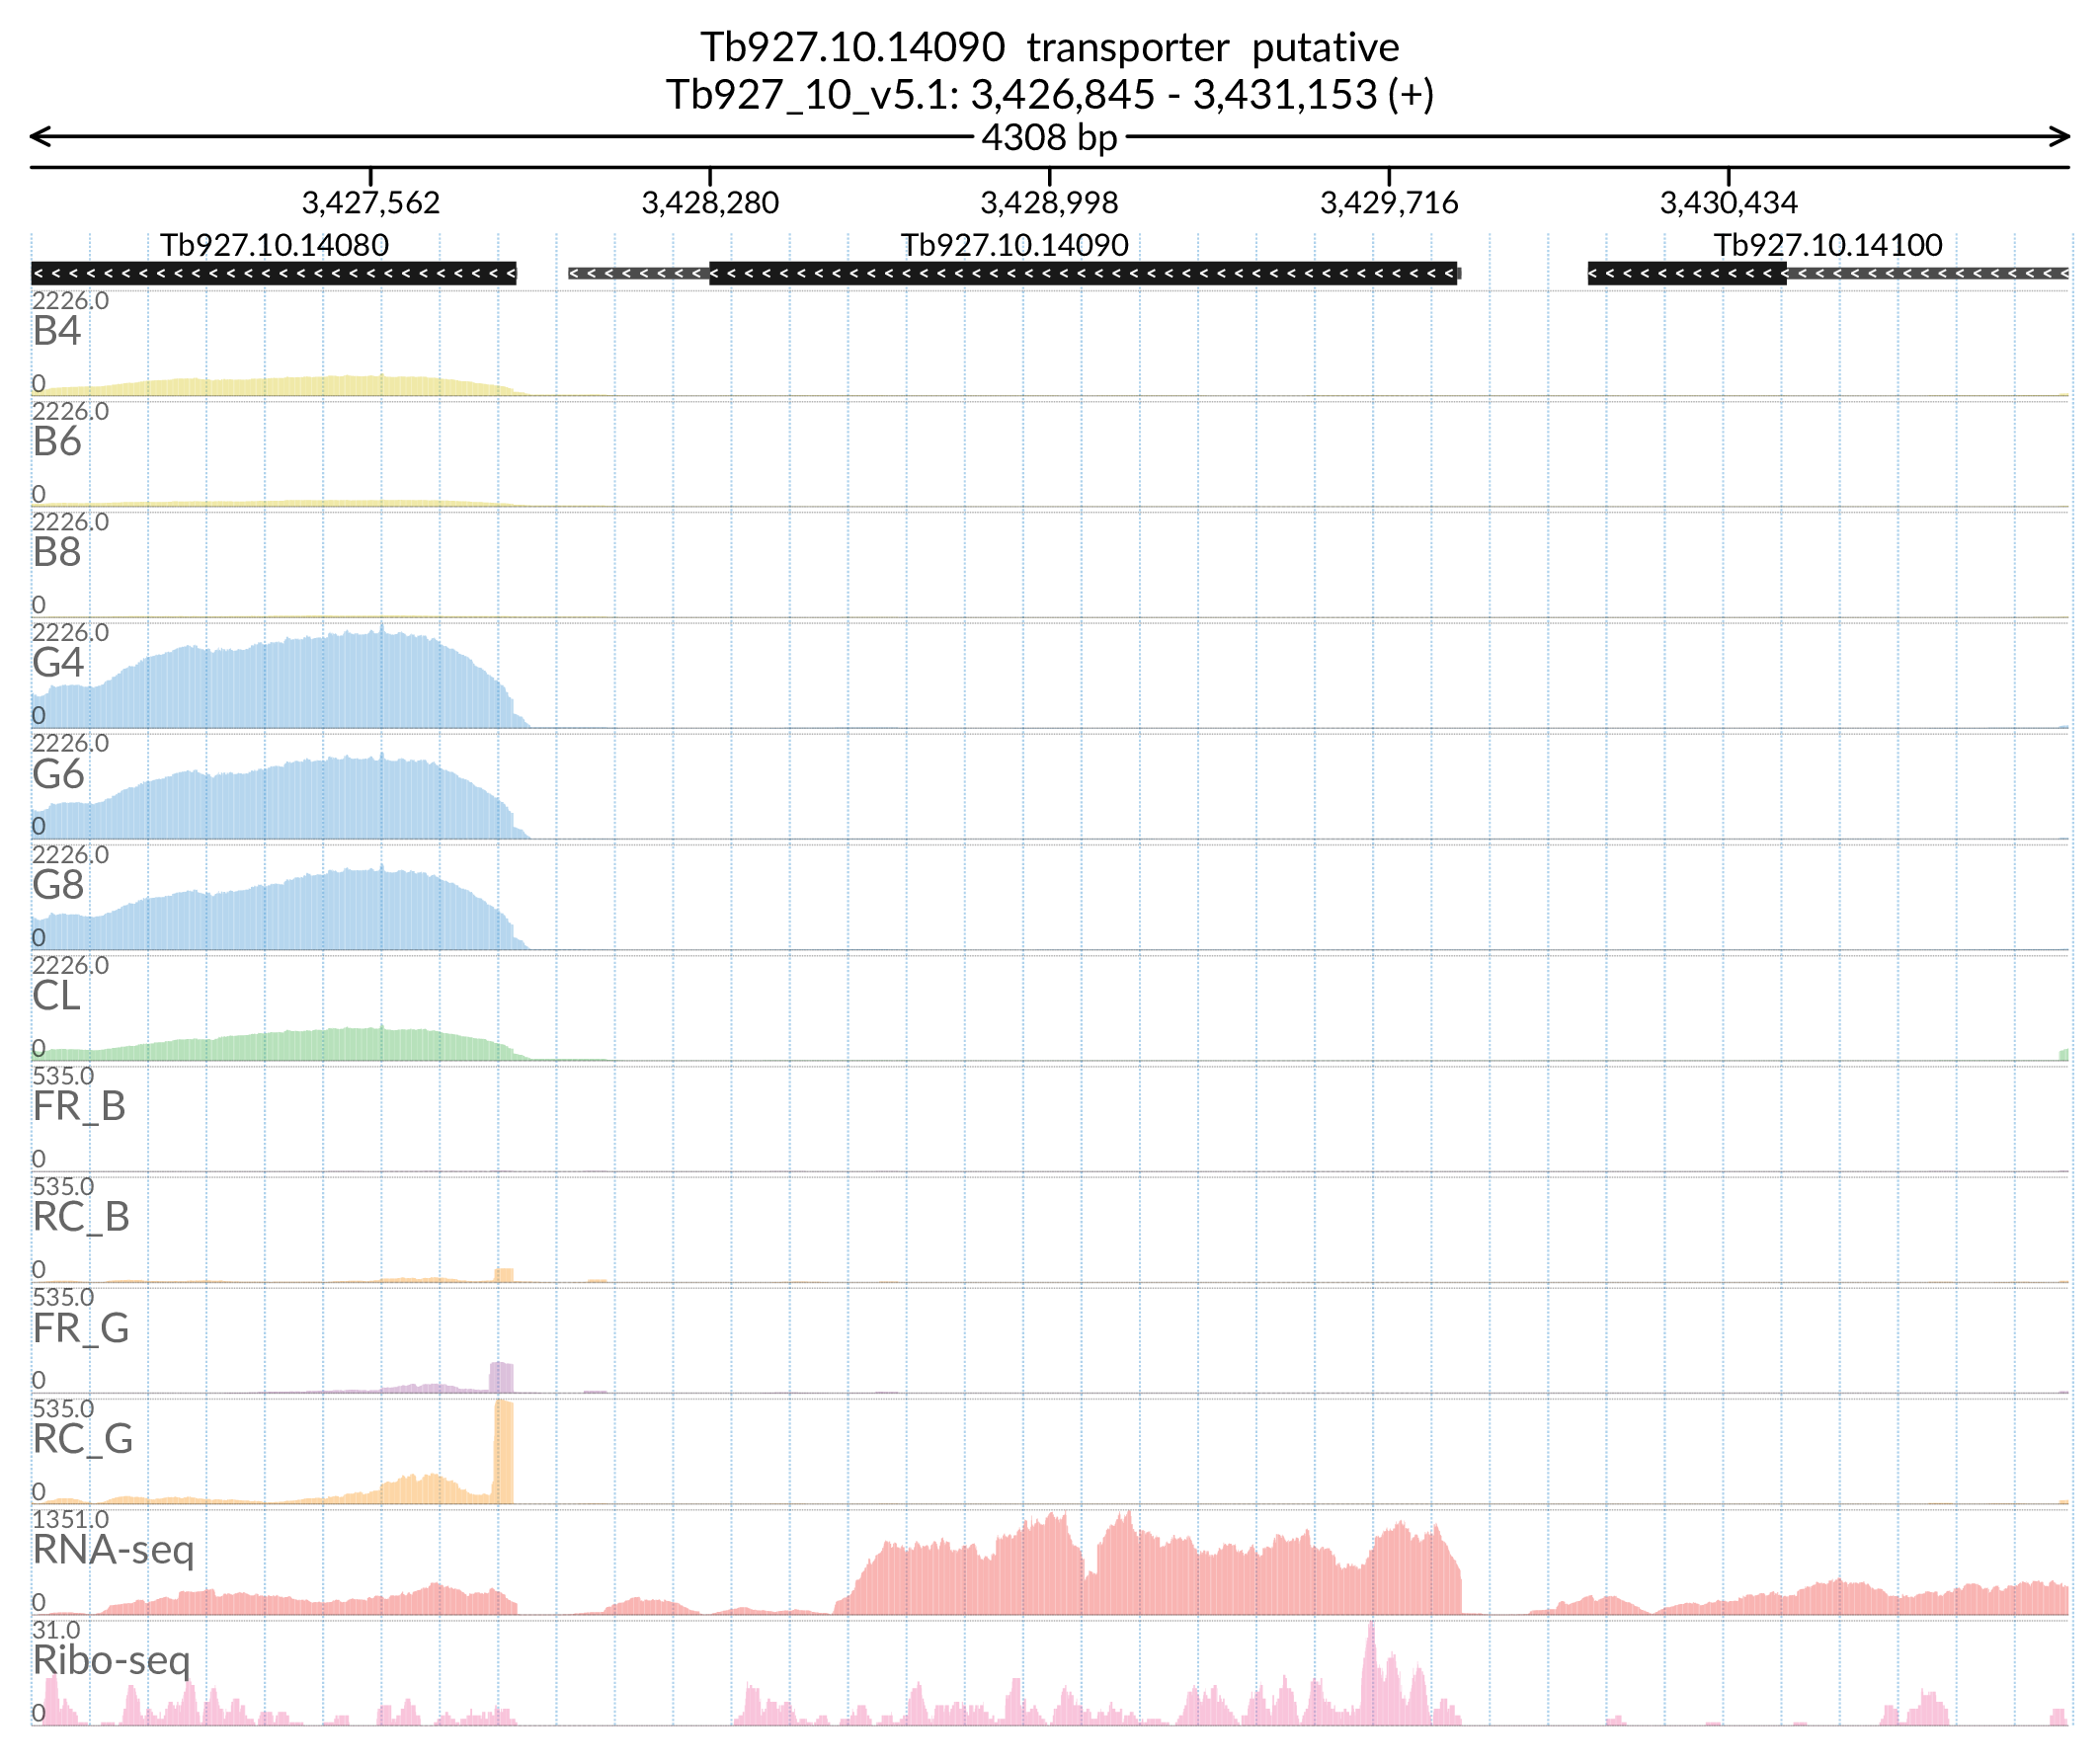 Tb927.10.14090 transporter putative
Tb927_10_v5.1: 3,426,845 - 3,431,153 (+)
4308 bp
3,427,562 3,428,280 3,428,998 3,429,716 3,430,434
Tb927.10.14080 Tb927.10.14090 Tb927.10.14100
2226.0
B4
0
2226.0
B6
0
2226.0
B8
0
2226.0
G4
0
2226.0
G6
0
2226.0
G8
0
2226.0
CL
0
535.0
FR_B
0
535.0
RC_B
0
535.0
FR_G
0
535.0
RC_G
0
1351.0
RNA-seq
0
31.0
Ribo-seq
0